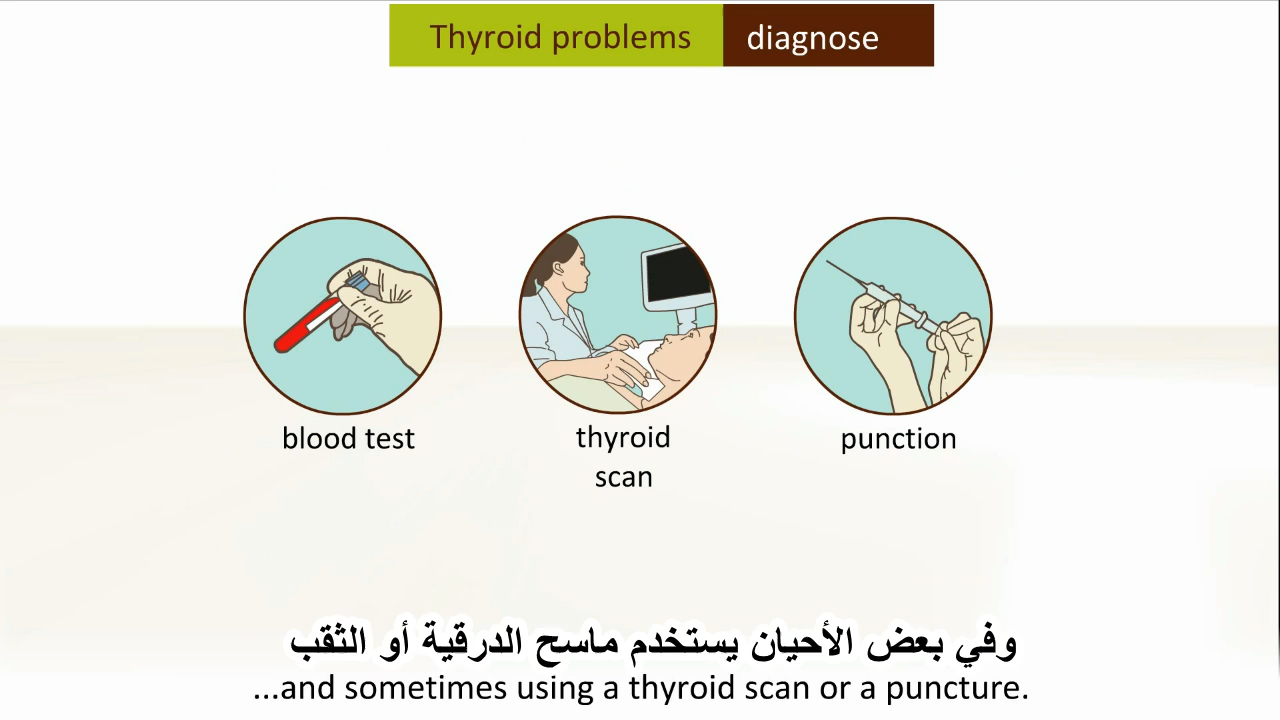 Thyroid problems diagnose
blood test
thyroid
scan
punction
وفي بعض الأحيان يستخدم ماسح الدرقية أو الثقب
...and sometimes using a thyroid scan or a puncture.